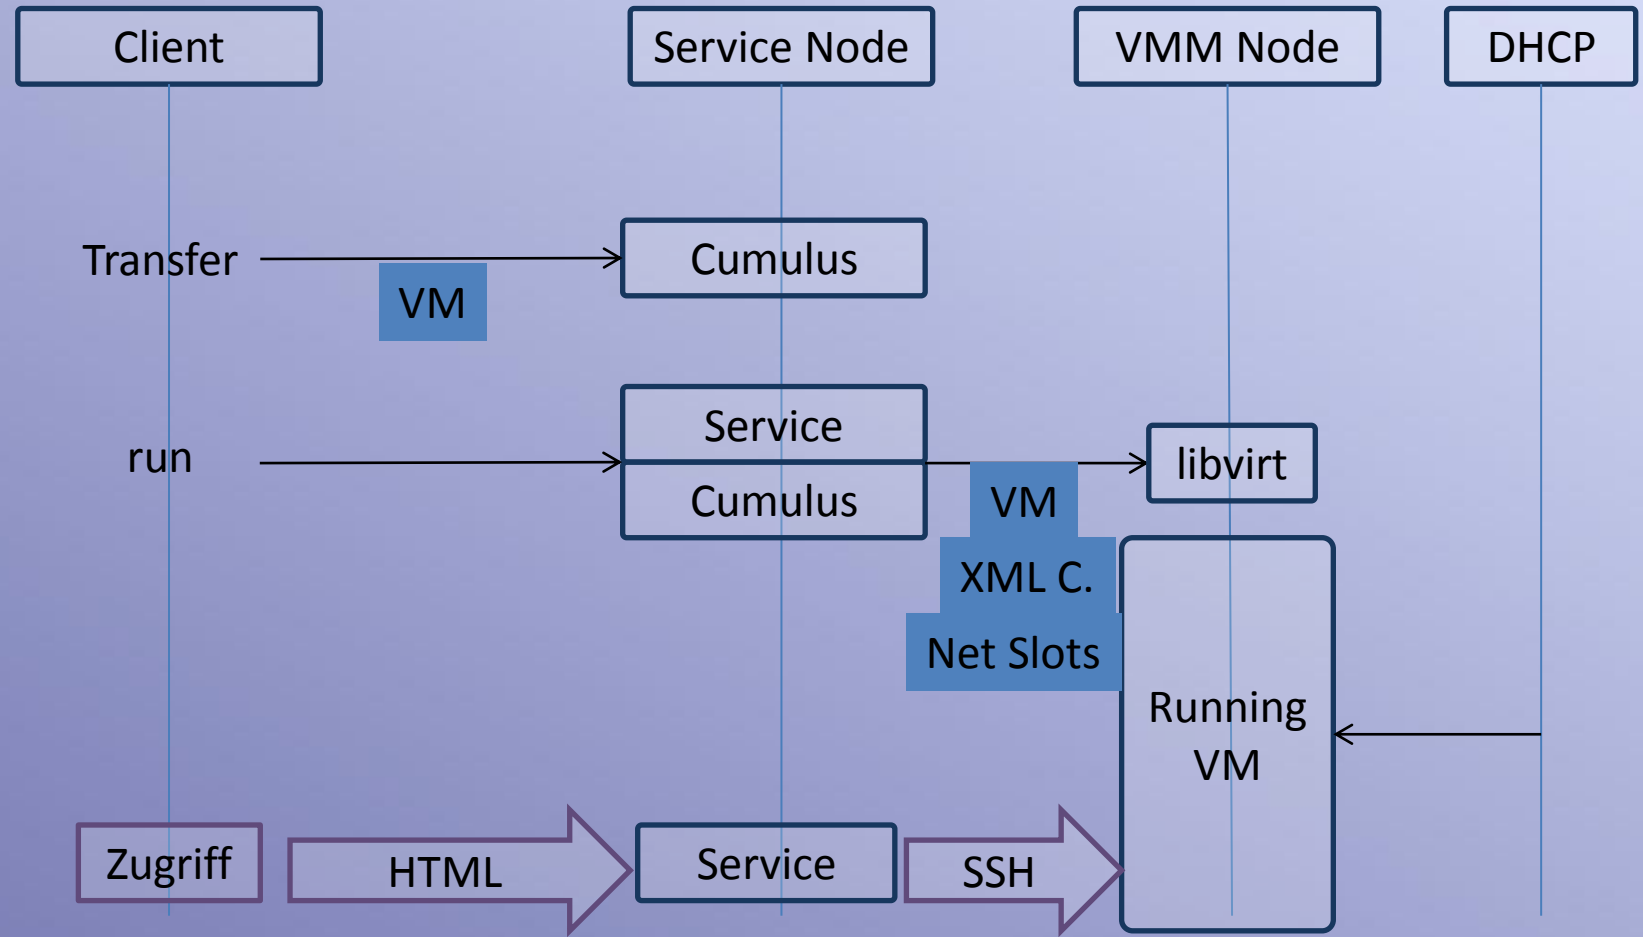 Client
Service Node
VMM Node
DHCP
Transfer
VM
Cumulus
run
Service
Cumulus
VM
XML C.
Net Slots
libvirt
Running
VM
Zugriff
HTML
Service
SSH